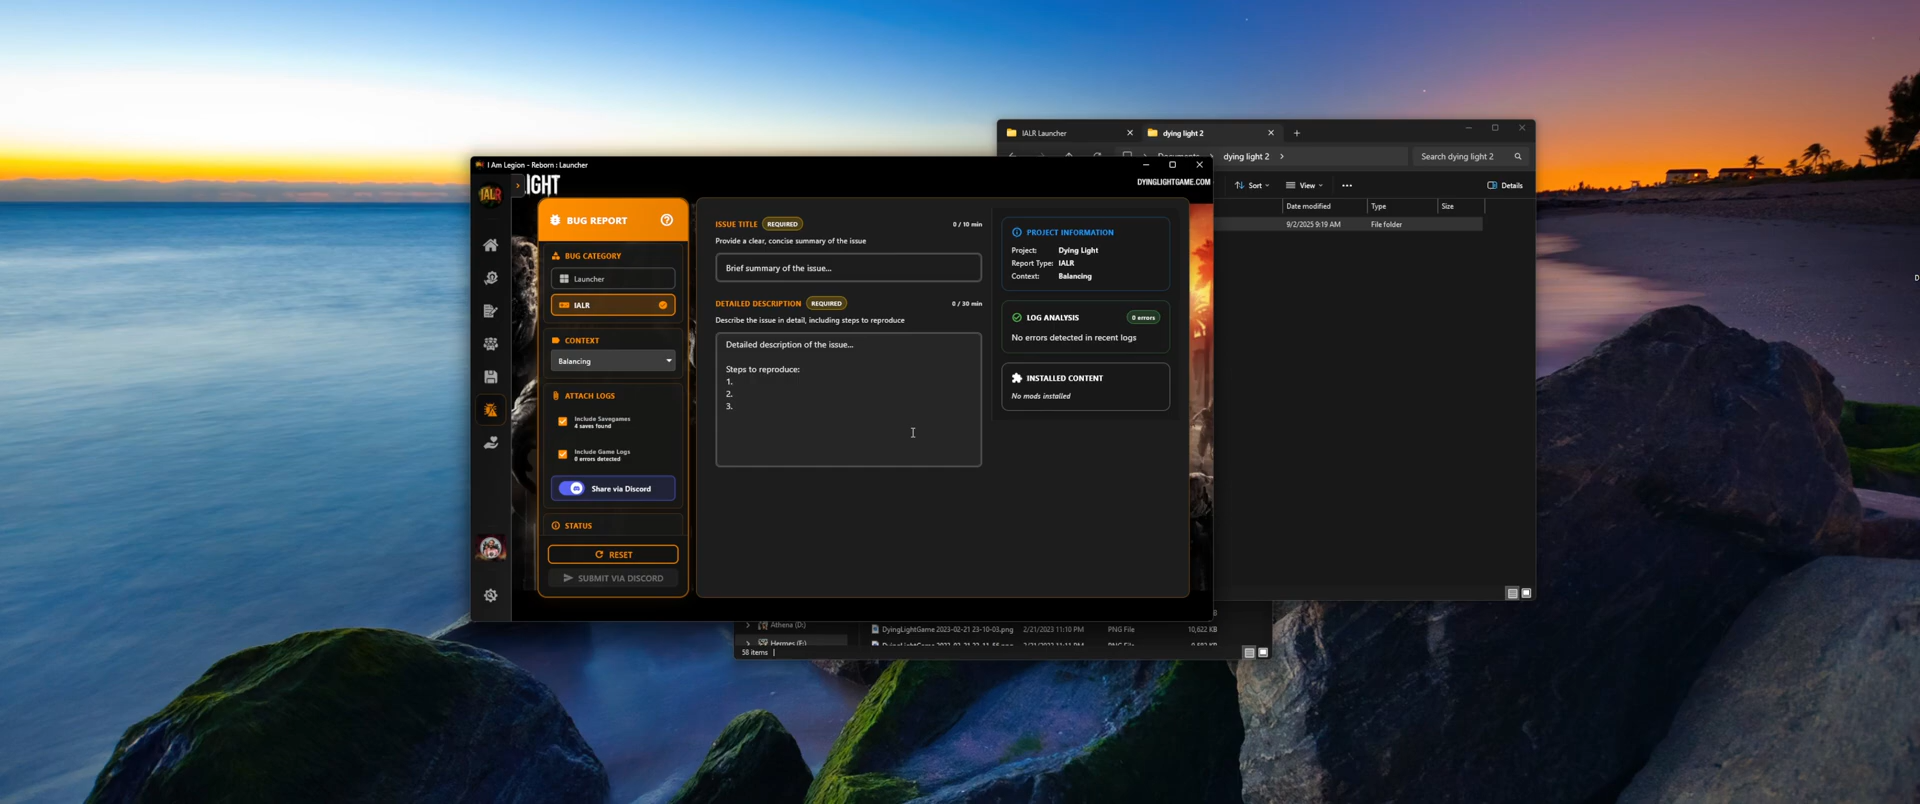 IALR Launcher
dying light 2
Documents
dying light 2
Search dying light 2
Sort
View
Details
Date modified
Type
Size
9/2/2025 9:19 AM
File folder
I Am Legion - Reborn : Launcher
IALR
IGHT
DYINGLIGHTGAME.COM
BUG REPORT
BUG CATEGORY
Launcher
IALR
CONTEXT
Balancing
ATTACH LOGS
Include Savegames
4 saves found
Include Game Logs
0 errors detected
Share via Discord
STATUS
RESET
SUBMIT VIA DISCORD
ISSUE TITLE
REQUIRED
0 / 10 min
Provide a clear, concise summary of the issue
Brief summary of the issue...
DETAILED DESCRIPTION
REQUIRED
0 / 30 min
Describe the issue in detail, including steps to reproduce
Detailed description of the issue...
Steps to reproduce:
1.
2.
3.
PROJECT INFORMATION
Project: Dying Light
Report Type: IALR
Context: Balancing
LOG ANALYSIS
0 errors
No errors detected in recent logs
INSTALLED CONTENT
No mods installed
Athena (D:)
DyingLightGame 2023-02-21 23-10-03.png
2/21/2023 11:10 PM
PNG File
10,622 KB
Hermes (F:)
58 items
D